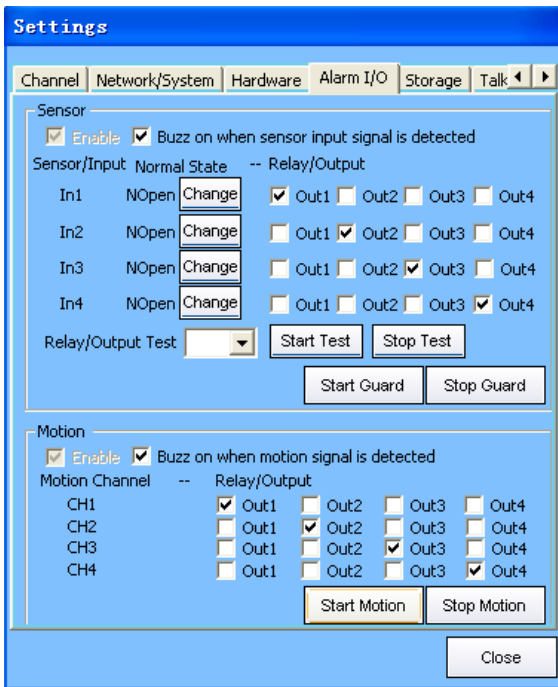 Settings
Channel Network/System Hardware Alarm I/O Storage Talk
Sensor
Enable Buzz on when sensor input signal is detected
Sensor/Input Normal State -- Relay/Output
In1 NOpen Change Out1 Out2 Out3 Out4
In2 NOpen Change Out1 Out2 Out3 Out4
In3 NOpen Change Out1 Out2 Out3 Out4
In4 NOpen Change Out1 Out2 Out3 Out4
Relay/Output Test Start Test Stop Test
Start Guard Stop Guard
Motion
Enable Buzz on when motion signal is detected
Motion Channel -- Relay/Output
CH1 Out1 Out2 Out3 Out4
CH2 Out1 Out2 Out3 Out4
CH3 Out1 Out2 Out3 Out4
CH4 Out1 Out2 Out3 Out4
Start Motion Stop Motion
Close